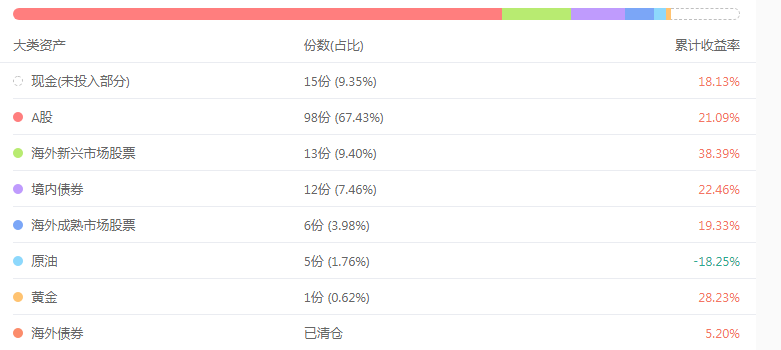 大类资产 份数(占比) 累计收益率
现金(未投入部分) 15份 (9.35%) 18.13%
A股 98份 (67.43%) 21.09%
海外新兴市场股票 13份 (9.40%) 38.39%
境内债券 12份 (7.46%) 22.46%
海外成熟市场股票 6份 (3.98%) 19.33%
原油 5份 (1.76%) -18.25%
黄金 1份 (0.62%) 28.23%
海外债券 已清仓 5.20%